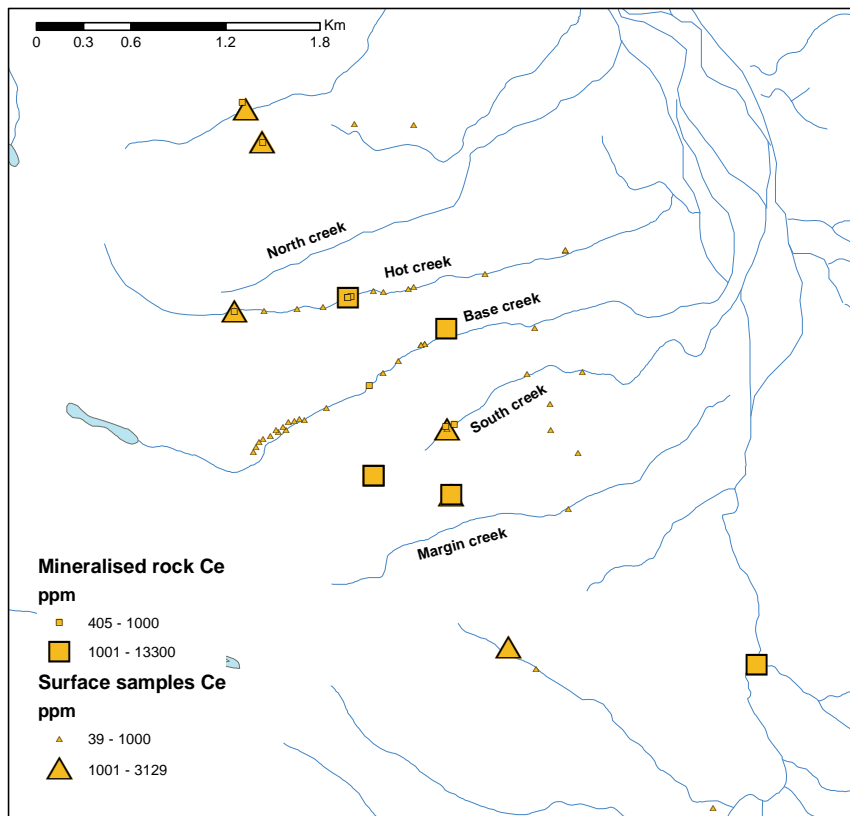 Km
0 0.3 0.6 1.2 1.8
North creek
Hot creek
Base creek
South creek
Margin creek
Mineralised rock Ce
ppm
405 - 1000
1001 - 13300
Surface samples Ce
ppm
39 - 1000
1001 - 3129